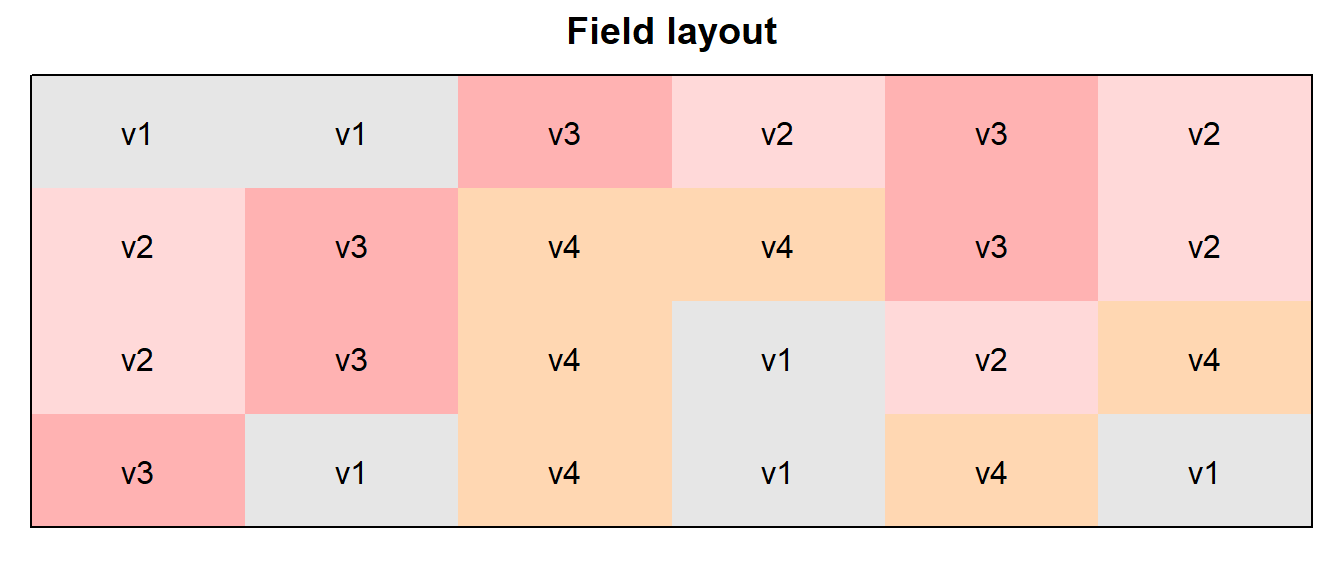 Field layout
v1 v1 v3 v2 v3 v2
v2 v3 v4 v4 v3 v2
v2 v3 v4 v1 v2 v4
v3 v1 v4 v1 v4 v1